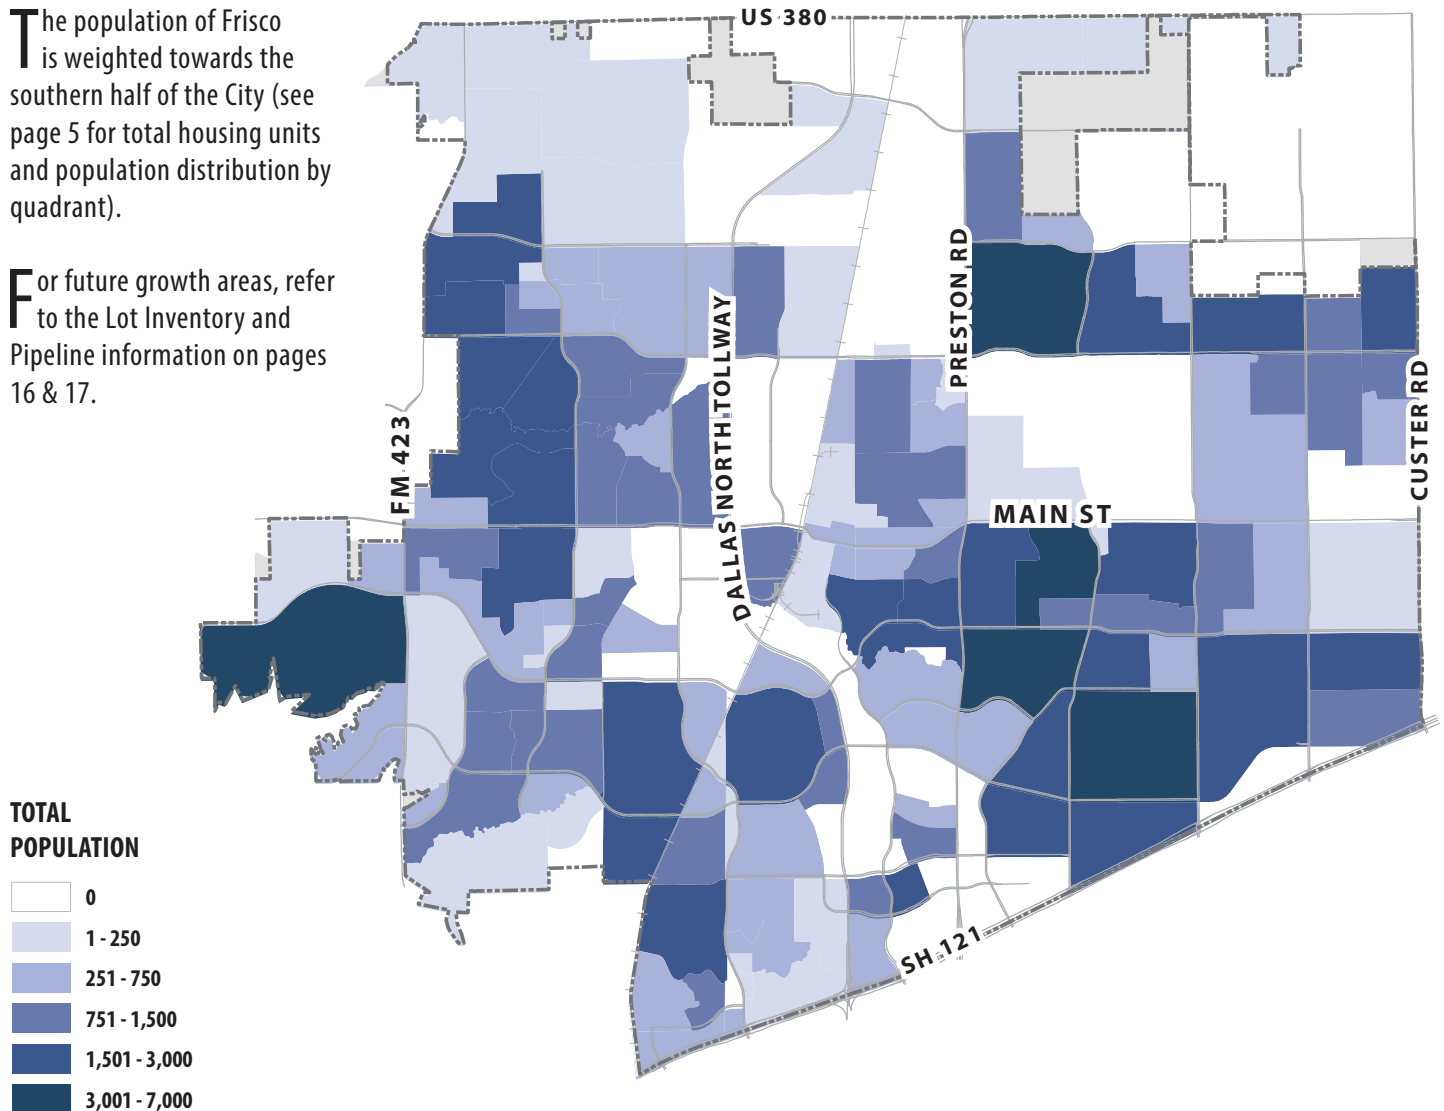 The population of Frisco
is weighted towards the
southern half of the City (see
page 5 for total housing units
and population distribution by
quadrant).
For future growth areas, refer
to the Lot Inventory and
Pipeline information on pages
16 & 17.
US 380
PRESTON RD
DALLAS NORTH TOLLWAY
FM 423
CUSTER RD
MAIN ST
SH 121
TOTAL
POPULATION
0
1 - 250
251 - 750
751 - 1,500
1,501 - 3,000
3,001 - 7,000